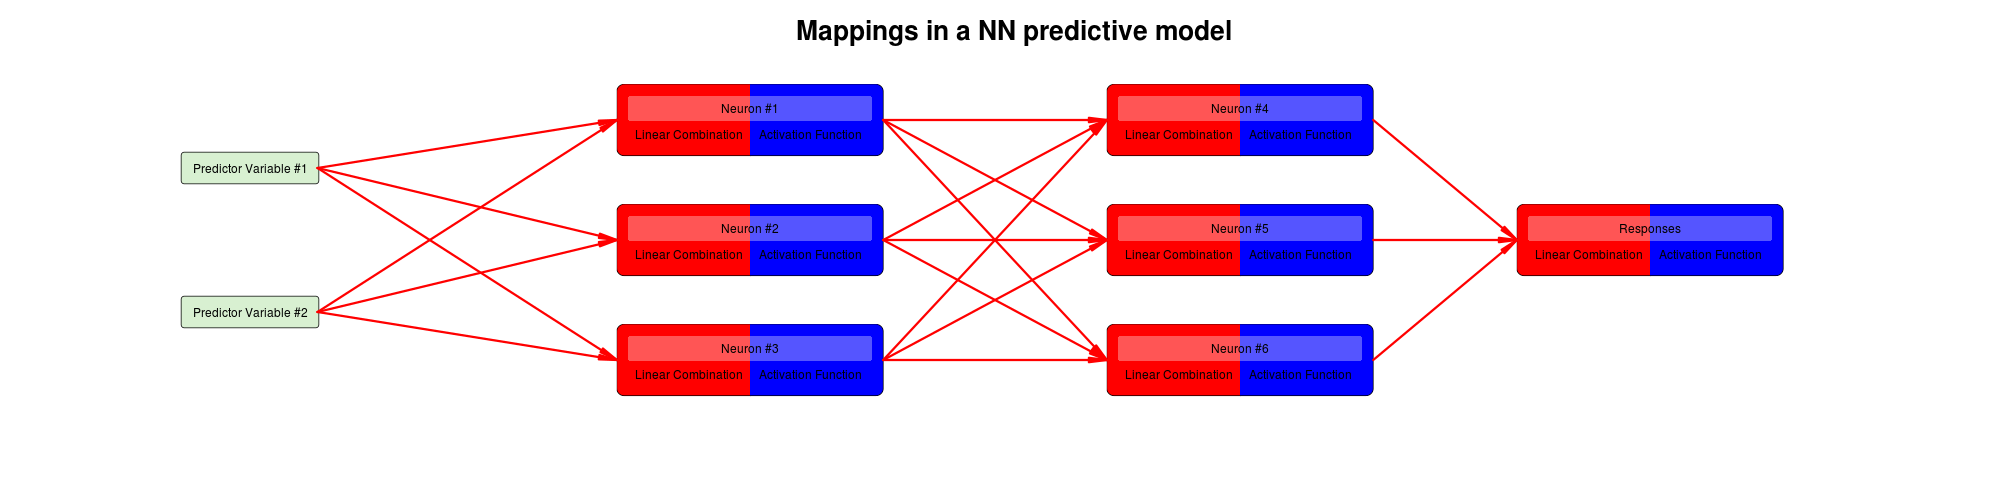 Mappings in a NN predictive model
Predictor Variable #1
Predictor Variable #2
Neuron #1
Linear Combination Activation Function
Neuron #2
Linear Combination Activation Function
Neuron #3
Linear Combination Activation Function
Neuron #4
Linear Combination Activation Function
Neuron #5
Linear Combination Activation Function
Neuron #6
Linear Combination Activation Function
Responses
Linear Combination Activation Function